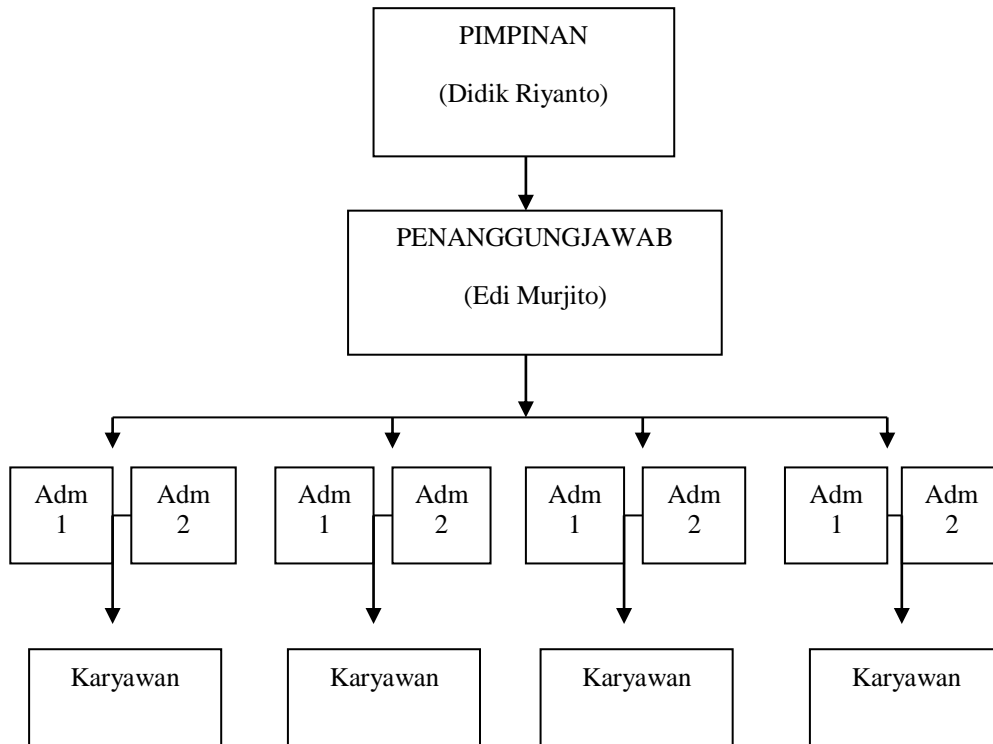 PIMPINAN
(Didik Riyanto)
PENANGGUNGJAWAB
(Edi Murjito)
Adm
1
Adm
2
Adm
1
Adm
2
Adm
1
Adm
2
Adm
1
Adm
2
Karyawan
Karyawan
Karyawan
Karyawan